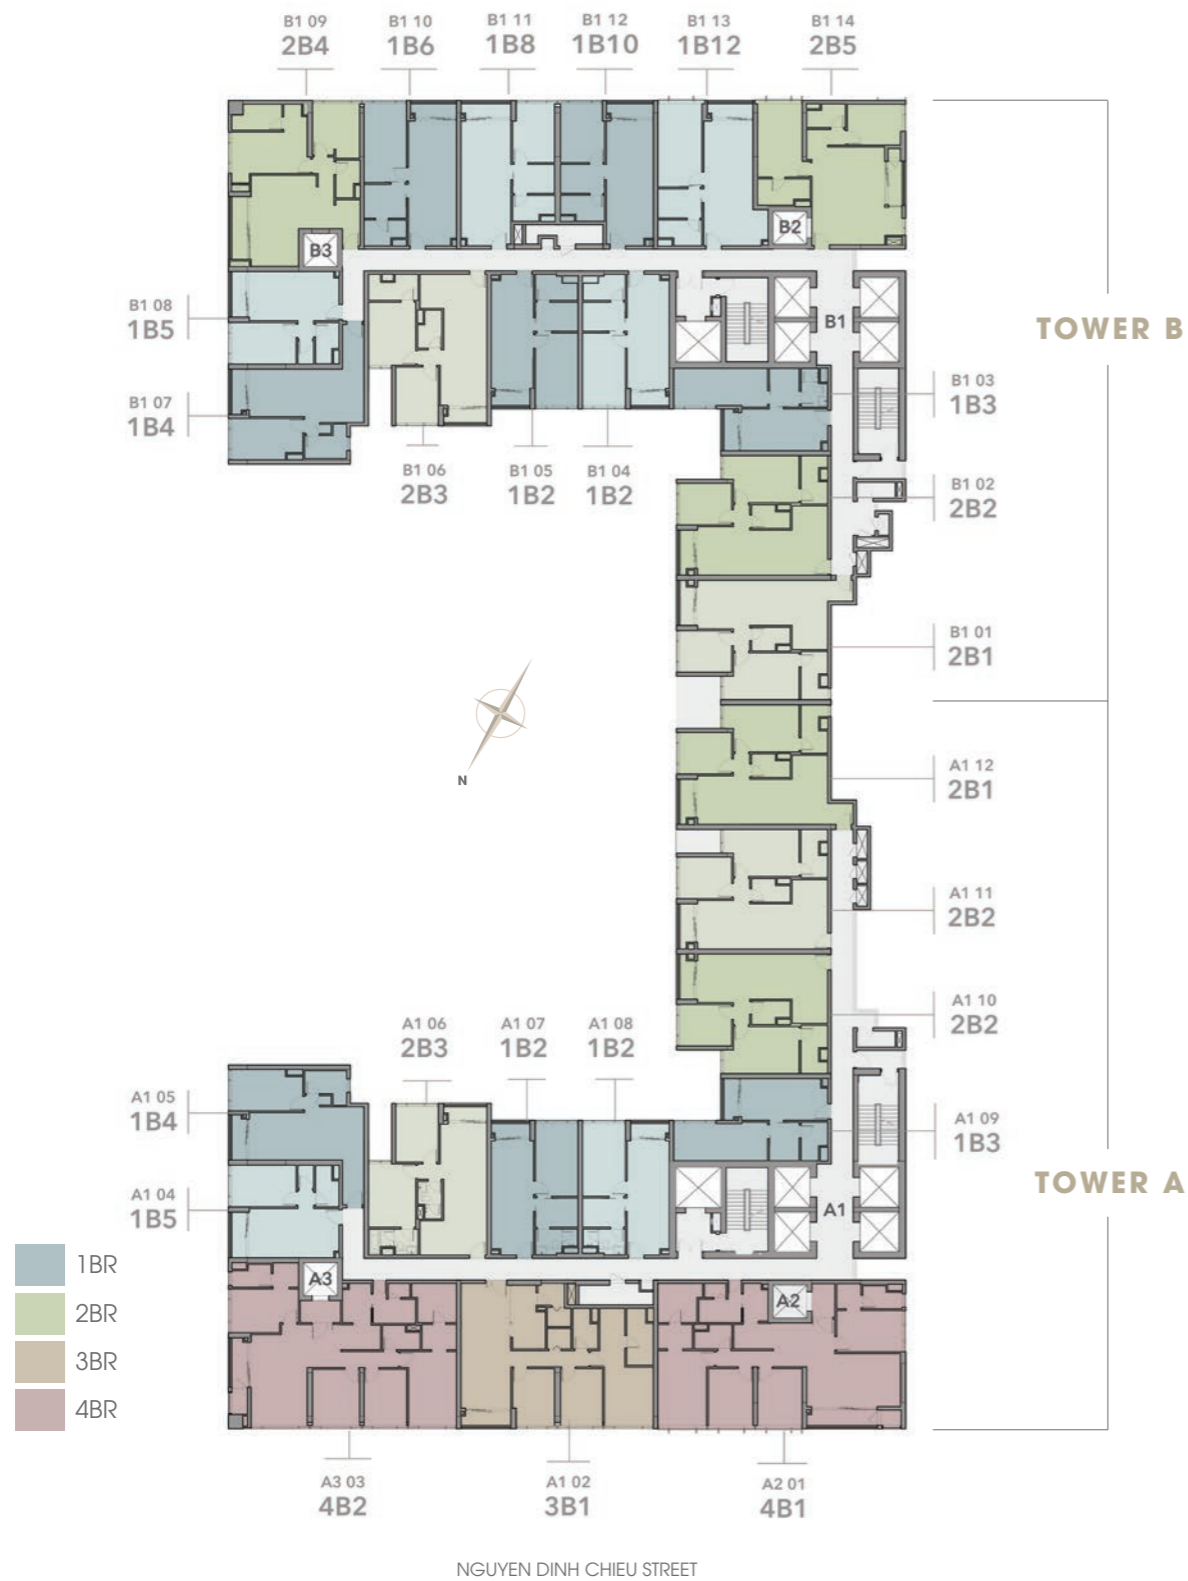 B1 09
2B4
B1 10
1B6
B1 11
1B8
B1 12
1B10
B1 13
1B12
B1 14
2B5
B3
B2
B1
B1 08
1B5
B1 07
1B4
TOWER B
B1 03
1B3
B1 06
2B3
B1 05
1B2
B1 04
1B2
B1 02
2B2
B1 01
2B1
N
A1 12
2B1
A1 11
2B2
A1 10
2B2
A1 06
2B3
A1 07
1B2
A1 08
1B2
A1 05
1B4
A1 09
1B3
TOWER A
A1 04
1B5
A1
A3
A2
1BR
2BR
3BR
4BR
A3 03
4B2
A1 02
3B1
A2 01
4B1
NGUYEN DINH CHIEU STREET